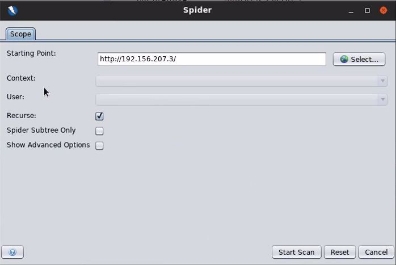 Spider
Scope
Starting Point:
http://192.156.207.3/
Select...
Context:
User:
Recurse:
Spider Subtree Only
Show Advanced Options
Start Scan
Reset
Cancel